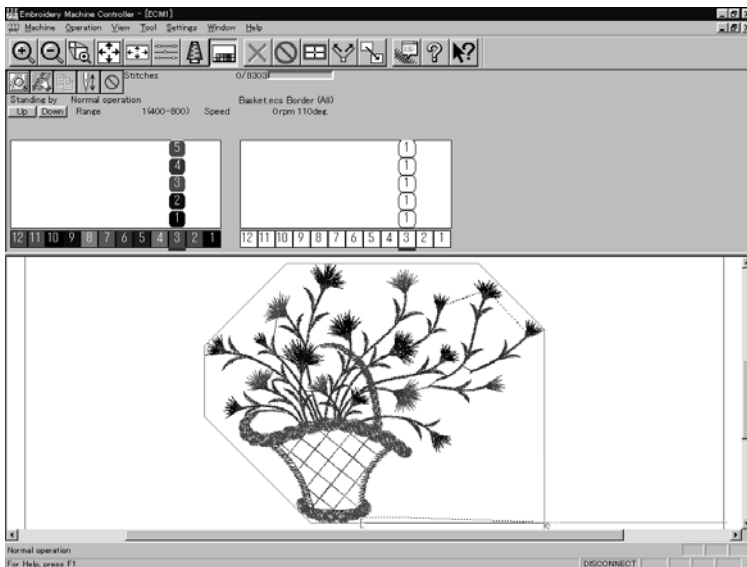 Embroidery Machine Controller - [ECM1]
Machine Operation View Tool Settings Window Help
Stitches 0/8303
Standing by Normal operation Basket.ecs Border (All)
Up Down Range 1(400-800) Speed 0rpm 110deg.
5 1
4 1
3 1
2 1
1 1
12 11 10 9 8 7 6 5 4 3 2 1 12 11 10 9 8 7 6 5 4 3 2 1
Normal operation
For Help, press F1 DISCONNECT